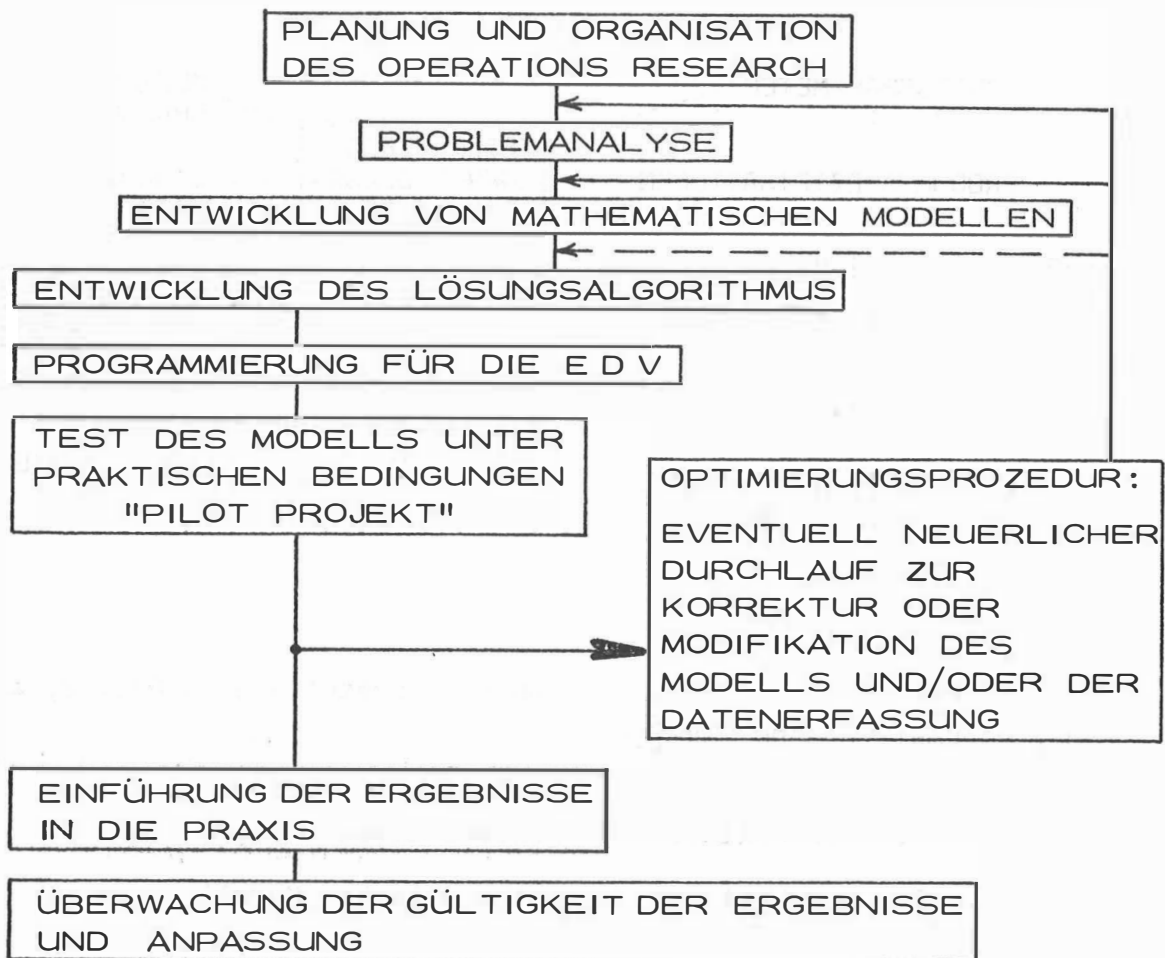 PLANUNG UND ORGANISATION
DES OPERATIONS RESEARCH
PROBLEMANALYSE
ENTWICKLUNG VON MATHEMATISCHEN MODELLEN
ENTWICKLUNG DES LÖSUNGSALGORITHMUS
PROGRAMMIERUNG FÜR DIE E D V
TEST DES MODELLS UNTER
PRAKTISCHEN BEDINGUNGEN
"PILOT PROJEKT"
OPTIMIERUNGSPROZEDUR:
EVENTUELL NEUERLICHER
DURCHLAUF ZUR
KORREKTUR ODER
MODIFIKATION DES
MODELLS UND/ODER DER
DATENERFASSUNG
EINFÜHRUNG DER ERGEBNISSE
IN DIE PRAXIS
ÜBERWACHUNG DER GÜLTIGKEIT DER ERGEBNISSE
UND ANPASSUNG